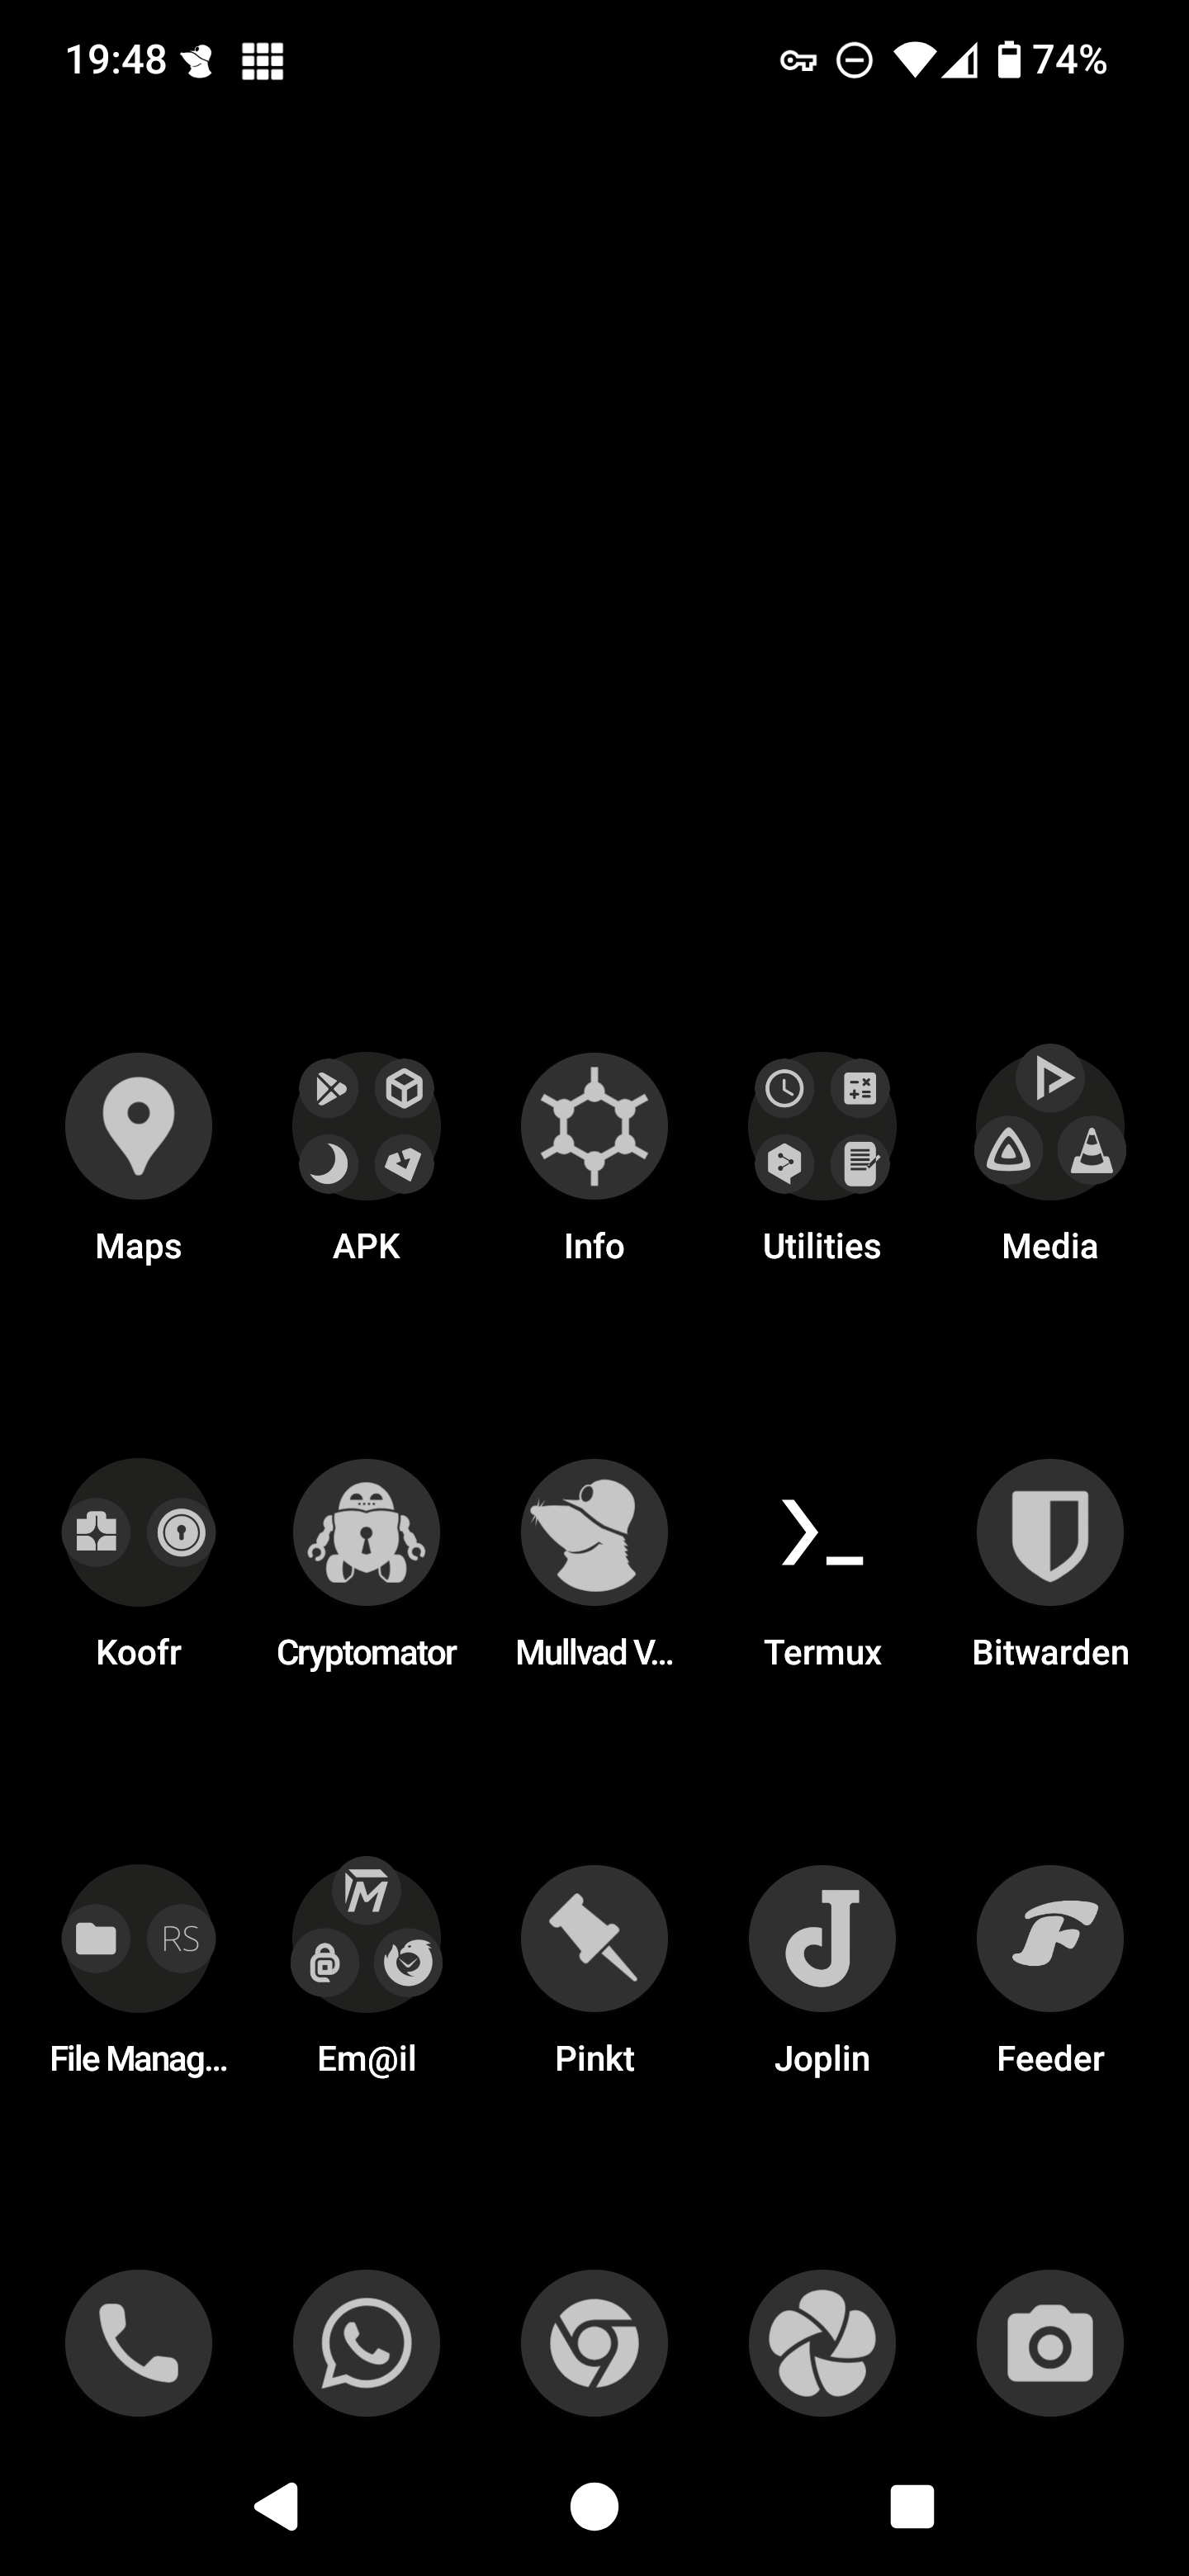 19:48 74%
Maps APK Info Utilities Media
Koofr Cryptomator Mullvad V... Termux Bitwarden
RS
File Manag... Em@il Pinkt Joplin Feeder